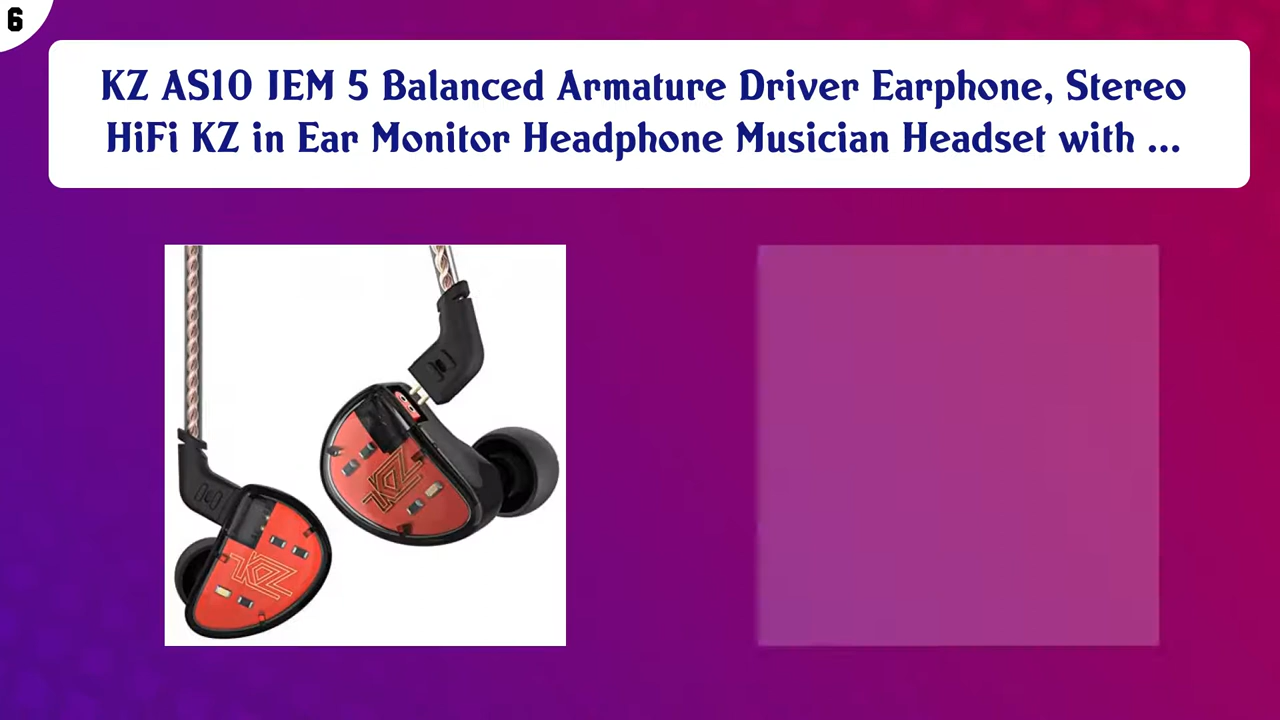 6
KZ AS10 IEM 5 Balanced Armature Driver Earphone, Stereo
HiFi KZ in Ear Monitor Headphone Musician Headset with ...
KZ
KZ